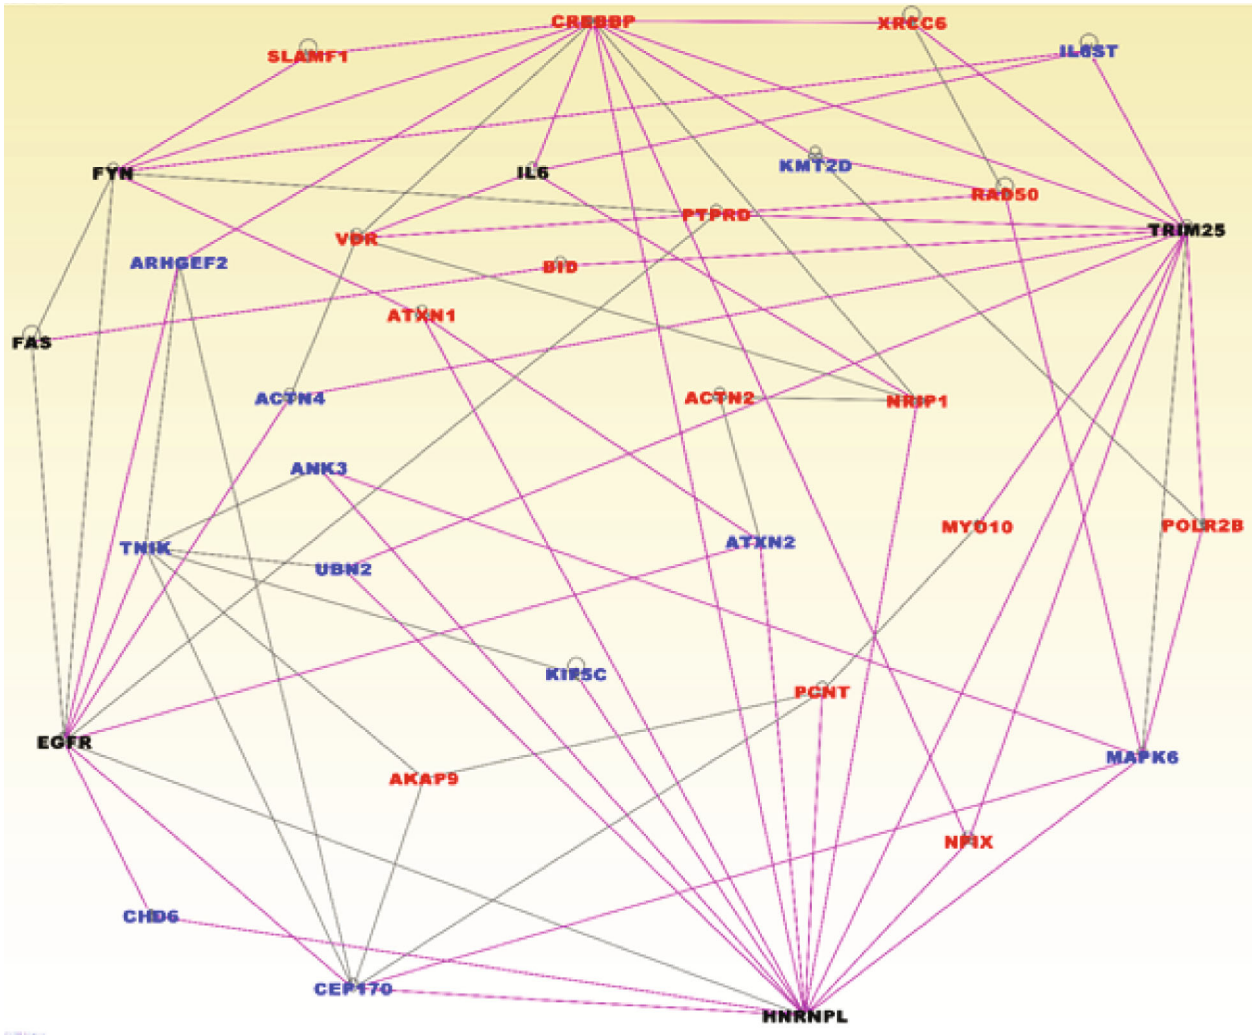 CREBBP
XRCC6
SLAMF1
IL6ST
FYN
IL6
KMT2D
RAD50
PTPRD
TRIM25
VDR
ARHGEF2
BID
ATXN1
FAS
ACTN4
ACTN2
NRIP1
ANK3
MYO10
POLR2B
TNIK
ATXN2
UBN2
KIF5C
PCNT
EGFR
MAPK6
AKAP9
NFIX
CHD6
CEP170
HNRNPL